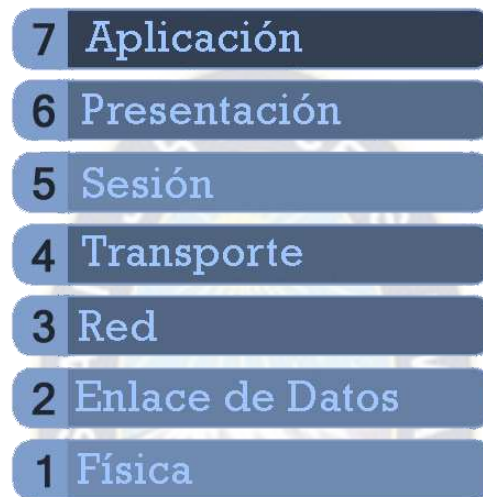 7 Aplicación
6 Presentación
5 Sesión
4 Transporte
3 Red
2 Enlace de Datos
1 Física